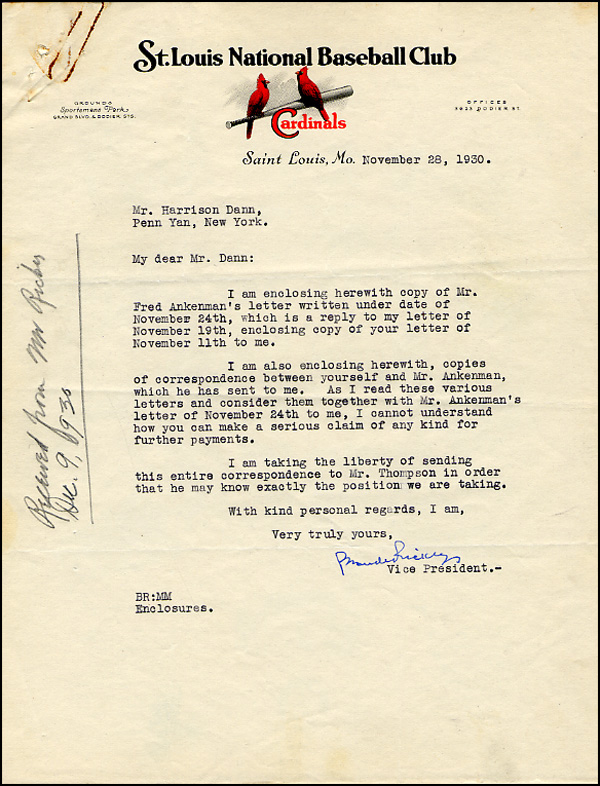 St. Louis National Baseball Club
GROUNDS
Sportsmans Park
GRAND BLVD. & DODIER STS.
Cardinals
OFFICES
3623 DODIER ST.
Saint Louis, Mo. November 28, 1930.
Mr. Harrison Dann,
Penn Yan, New York.
My dear Mr. Dann:
I am enclosing herewith copy of Mr.
Fred Ankenman's letter written under date of
November 24th, which is a reply to my letter of
November 19th, enclosing copy of your letter of
November 11th to me.
I am also enclosing herewith, copies
of correspondence between yourself and Mr. Ankenman,
which he has sent to me. As I read these various
letters and consider them together with Mr. Ankenman's
letter of November 24th to me, I cannot understand
how you can make a serious claim of any kind for
further payments.
I am taking the liberty of sending
this entire correspondence to Mr. Thompson in order
that he may know exactly the position we are taking.
With kind personal regards, I am,
Very truly yours,
Branch Rickey
Vice President.-
BR:MM
Enclosures.
Received from Mr Rickey
Dec. 9, 1930